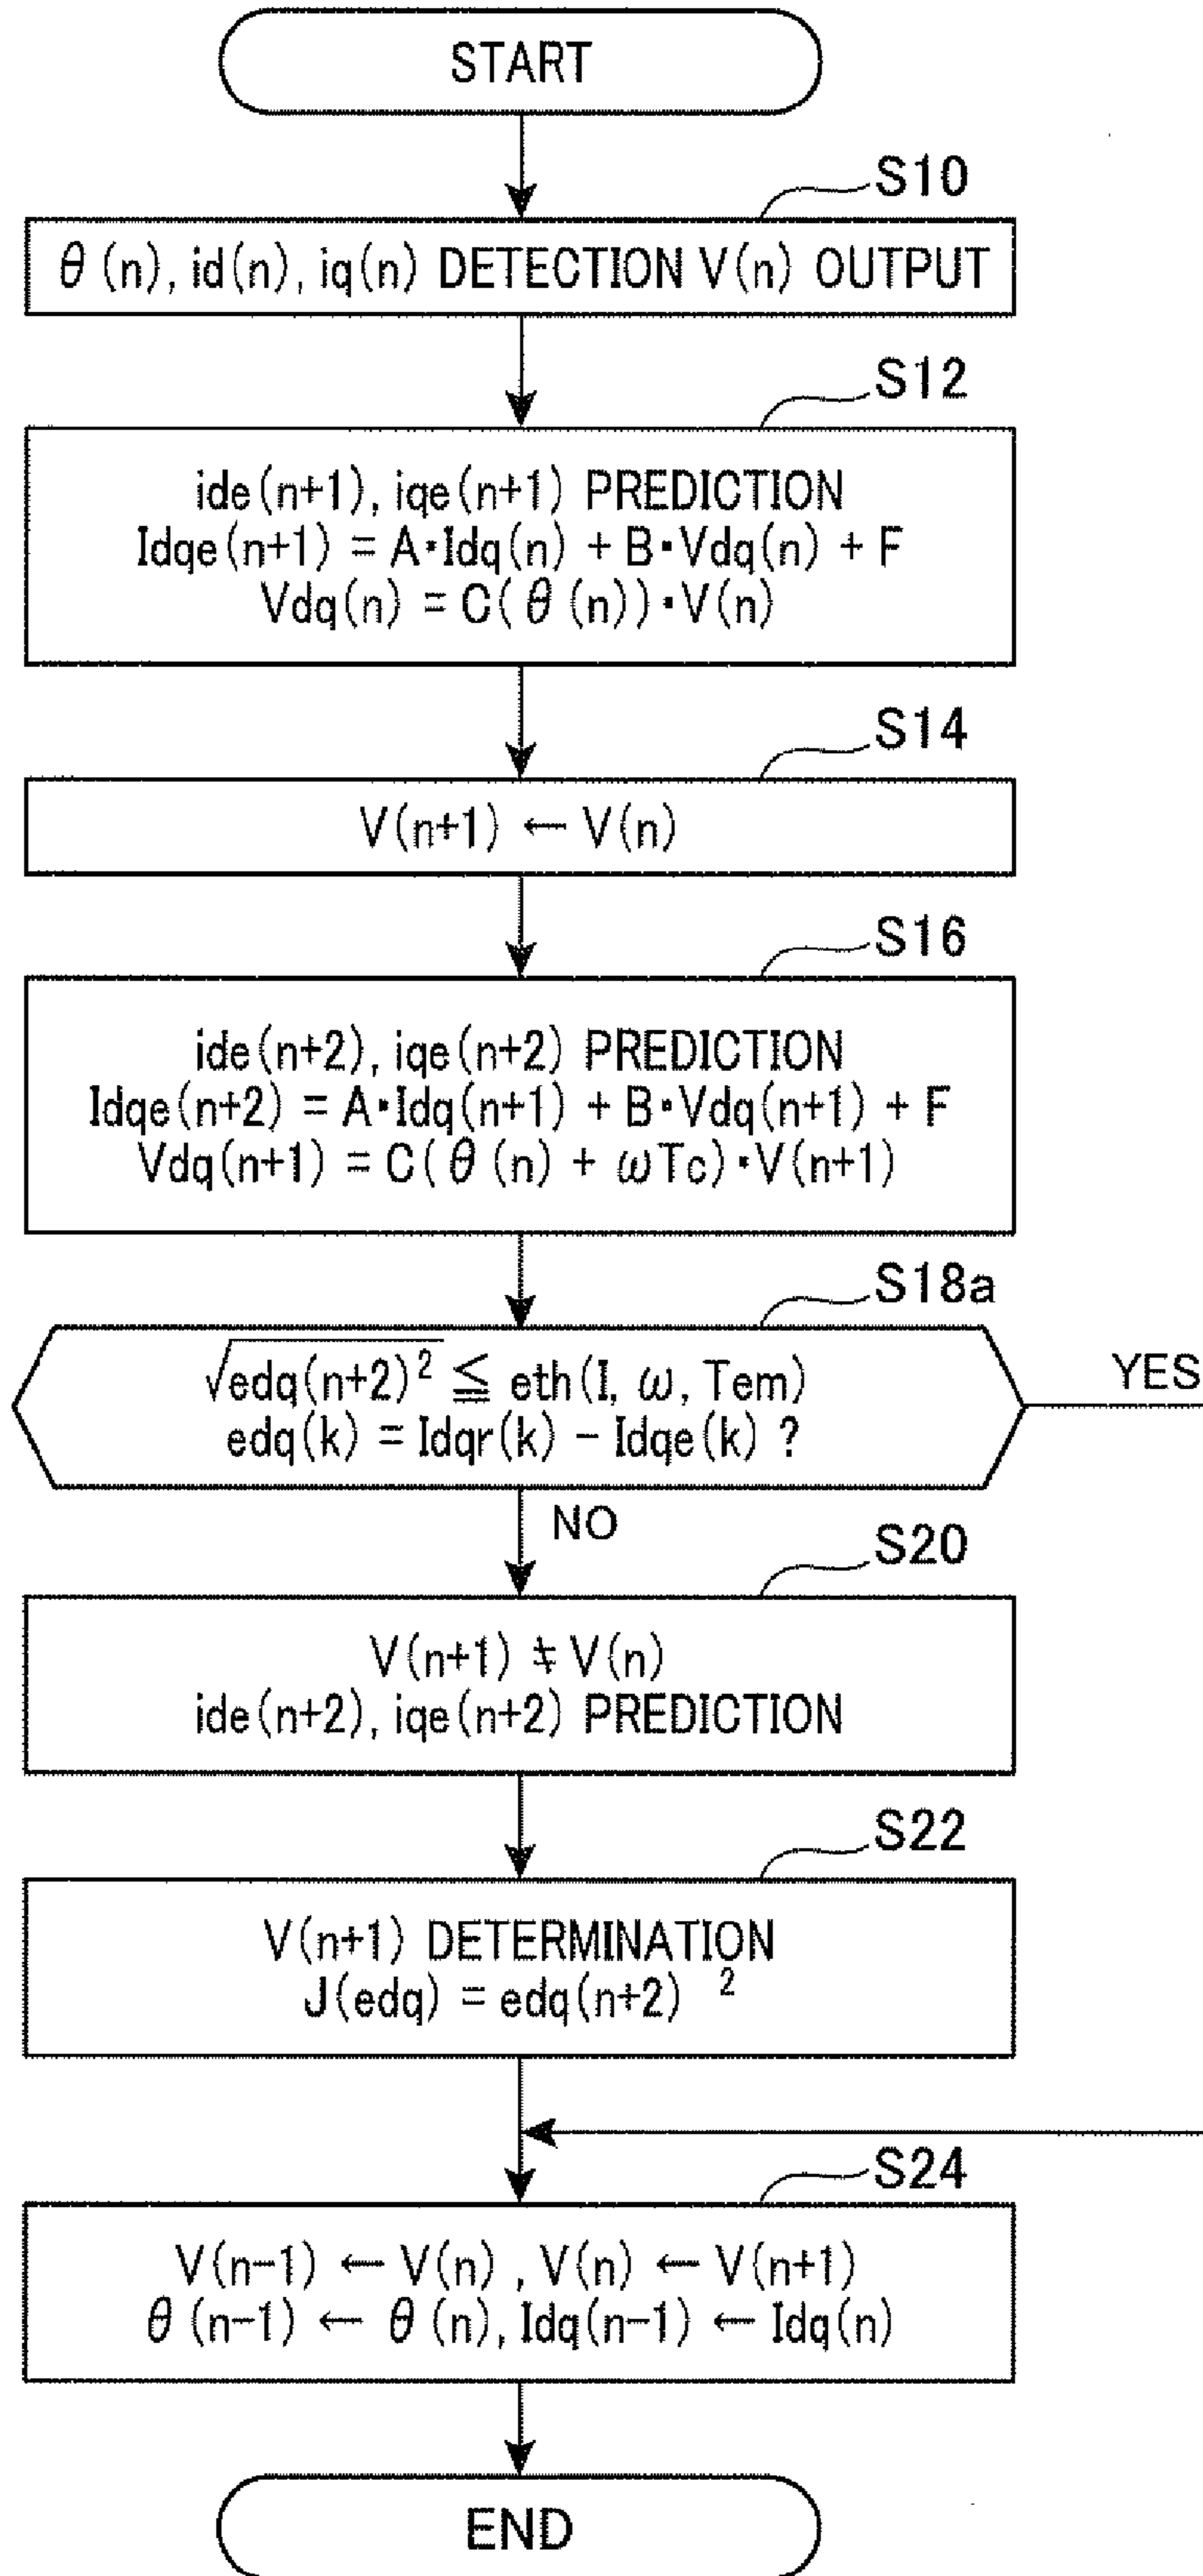 START
S10
θ(n), id(n), iq(n) DETECTION V(n) OUTPUT
S12
ide(n+1), iqe(n+1) PREDICTION
Idqe(n+1) = A·Idq(n) + B·Vdq(n) + F
Vdq(n) = C(θ(n))·V(n)
S14
V(n+1) ← V(n)
S16
ide(n+2), iqe(n+2) PREDICTION
Idqe(n+2) = A·Idq(n+1) + B·Vdq(n+1) + F
Vdq(n+1) = C(θ(n) + ωTc)·V(n+1)
S18a
√edq(n+2)² ≦ eth(I, ω, Tem)
edq(k) = Idqr(k) − Idqe(k) ?
YES
NO
S20
V(n+1) ≠ V(n)
ide(n+2), iqe(n+2) PREDICTION
S22
V(n+1) DETERMINATION
J(edq) = edq(n+2) ²
S24
V(n−1) ← V(n), V(n) ← V(n+1)
θ(n−1) ← θ(n), Idq(n−1) ← Idq(n)
END